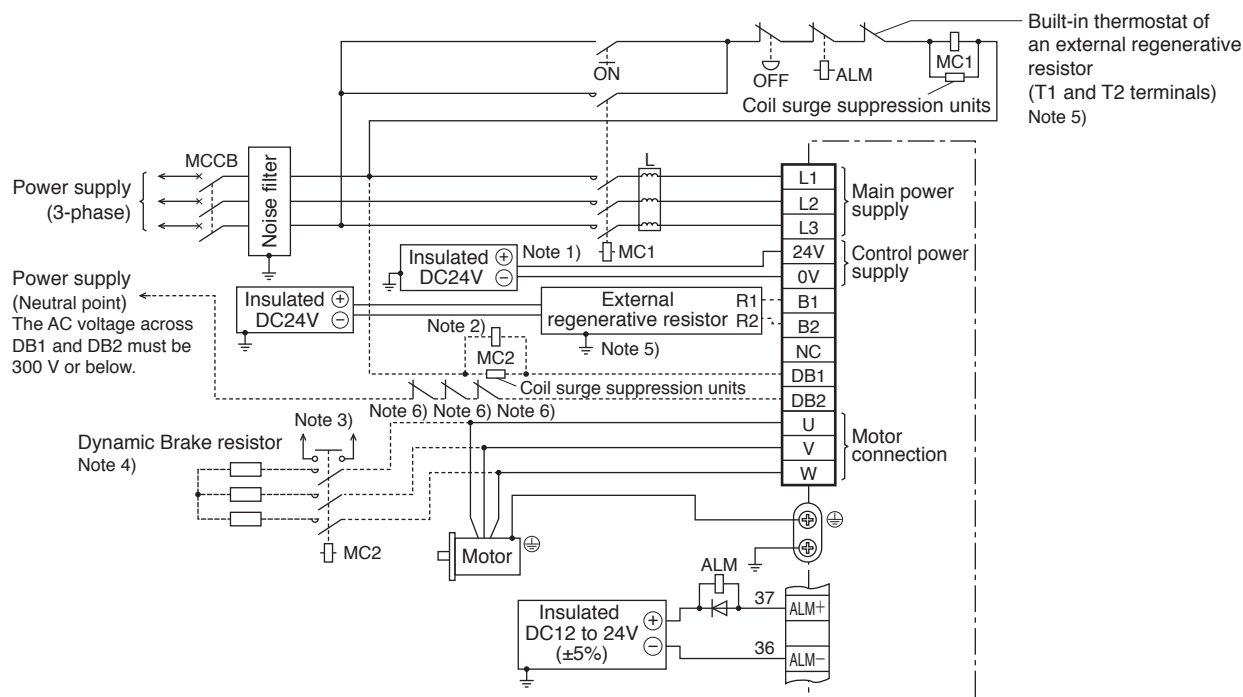 Built-in thermostat of
an external regenerative
resistor
(T1 and T2 terminals)
Note 5)
ON
OFF
ALM
MC1
Coil surge suppression units
MCCB
Noise filter
L
Power supply
(3-phase)
L1
L2
L3
Main power
supply
MC1
Insulated
DC24V
+
−
Note 1)
24V
0V
Control power
supply
Power supply
(Neutral point)
The AC voltage across
DB1 and DB2 must be
300 V or below.
Insulated
DC24V
+
−
External
regenerative resistor
R1
R2
Note 5)
B1
B2
NC
Note 2)
MC2
Coil surge suppression units
DB1
DB2
Note 6) Note 6) Note 6)
U
V
W
Motor
connection
Dynamic Brake resistor
Note 4)
Note 3)
MC2
Motor
ALM
Insulated
DC12 to 24V
(±5%)
+
−
37
ALM+
36
ALM−